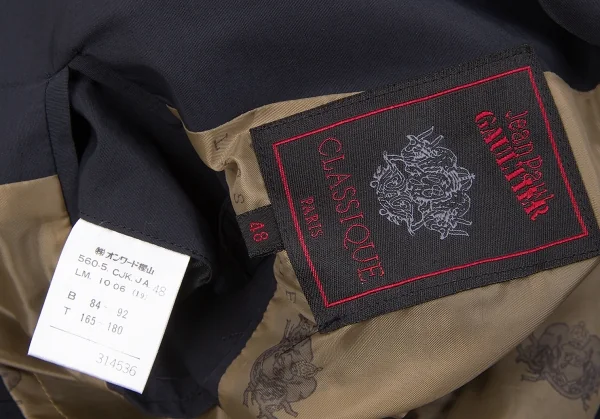 Jean Paul
GAULTIER
CLASSIQUE
PARIS
48
㈱オンワード樫山
560-5. CJK. JA. 48
LM. 10 06 (19)
B 84 - 92
T 165 - 180
314536